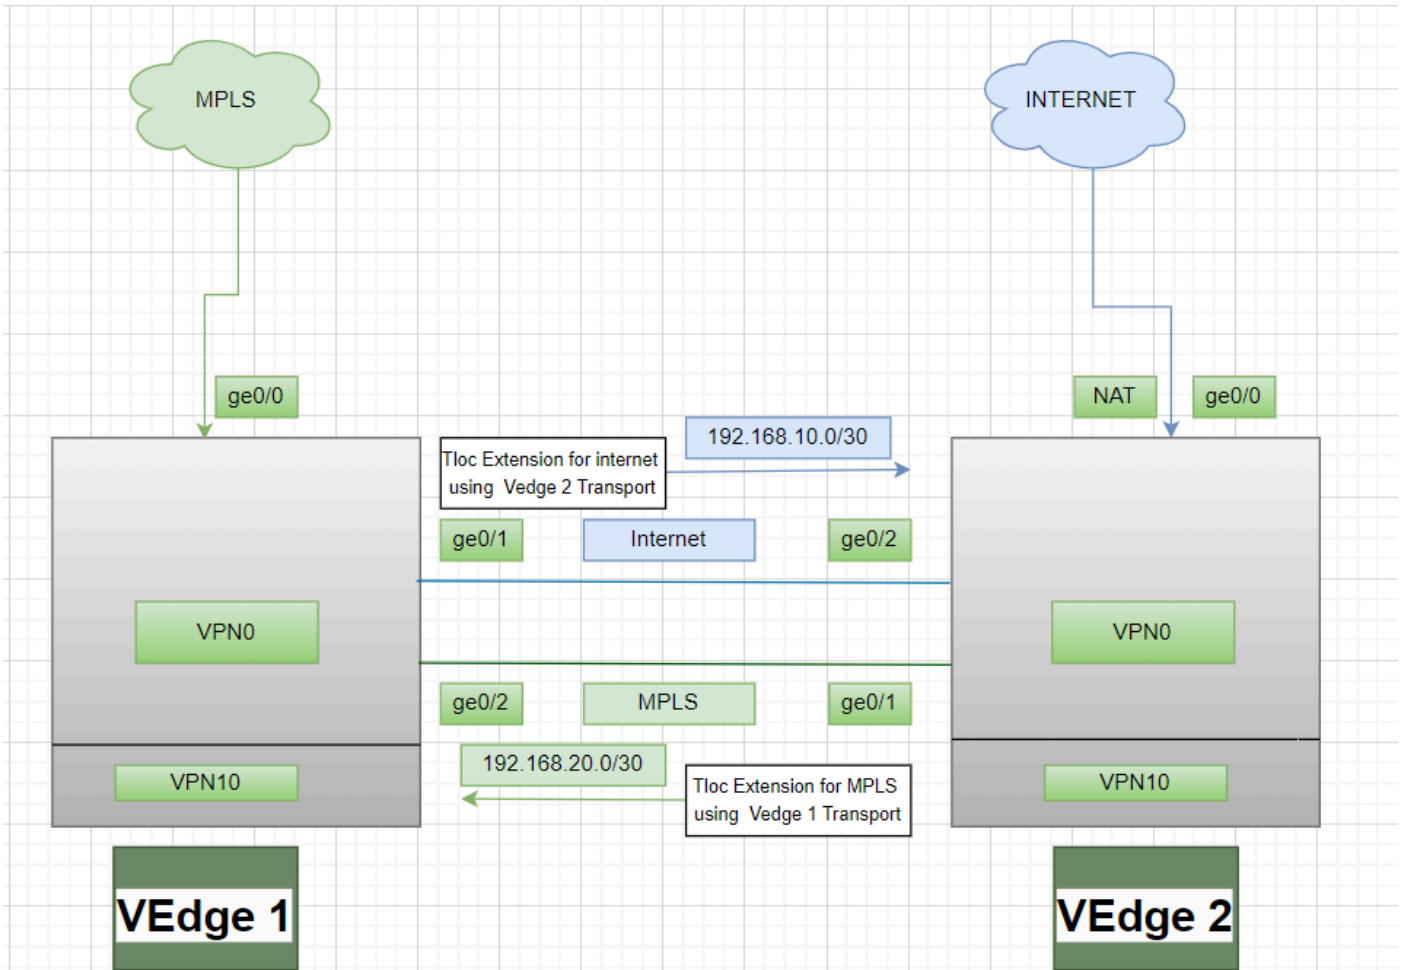 MPLS
INTERNET
ge0/0
NAT
ge0/0
192.168.10.0/30
Tloc Extension for internet
using Vedge 2 Transport
ge0/1
Internet
ge0/2
VPN0
VPN0
ge0/2
MPLS
ge0/1
192.168.20.0/30
VPN10
Tloc Extension for MPLS
using Vedge 1 Transport
VPN10
VEdge 1
VEdge 2